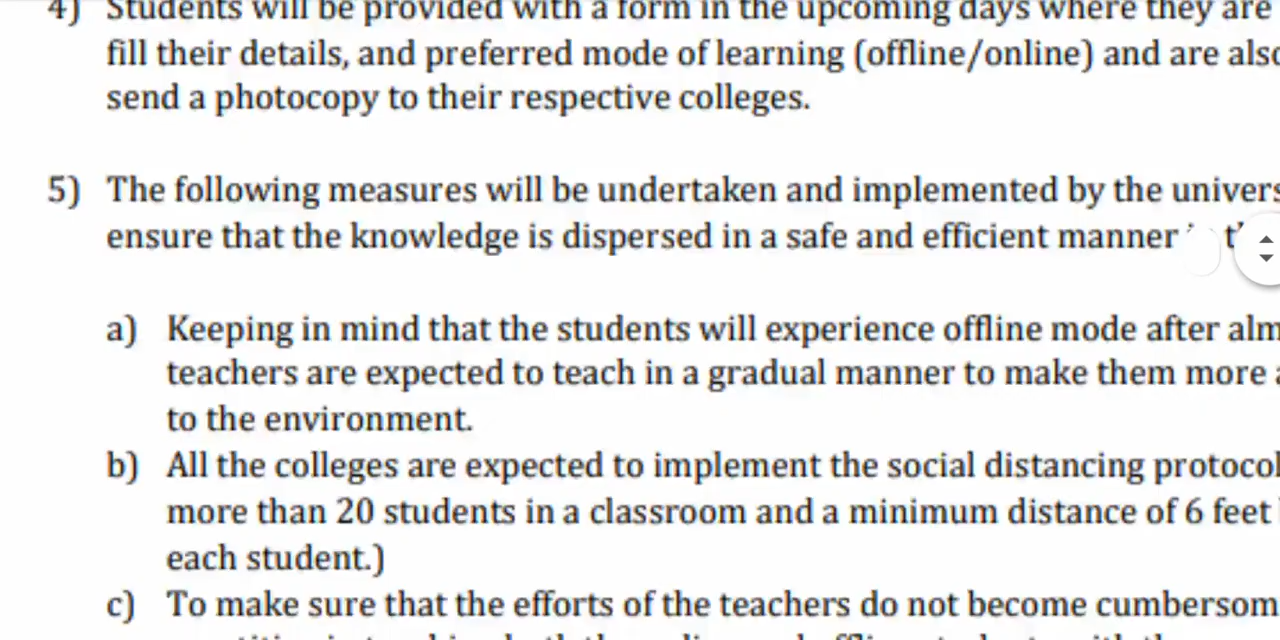 4) Students will be provided with a form in the upcoming days where they are
fill their details, and preferred mode of learning (offline/online) and are also
send a photocopy to their respective colleges.
5) The following measures will be undertaken and implemented by the univers
ensure that the knowledge is dispersed in a safe and efficient manner
a) Keeping in mind that the students will experience offline mode after alm
teachers are expected to teach in a gradual manner to make them more a
to the environment.
b) All the colleges are expected to implement the social distancing protocol
more than 20 students in a classroom and a minimum distance of 6 feet
each student.)
c) To make sure that the efforts of the teachers do not become cumbersom